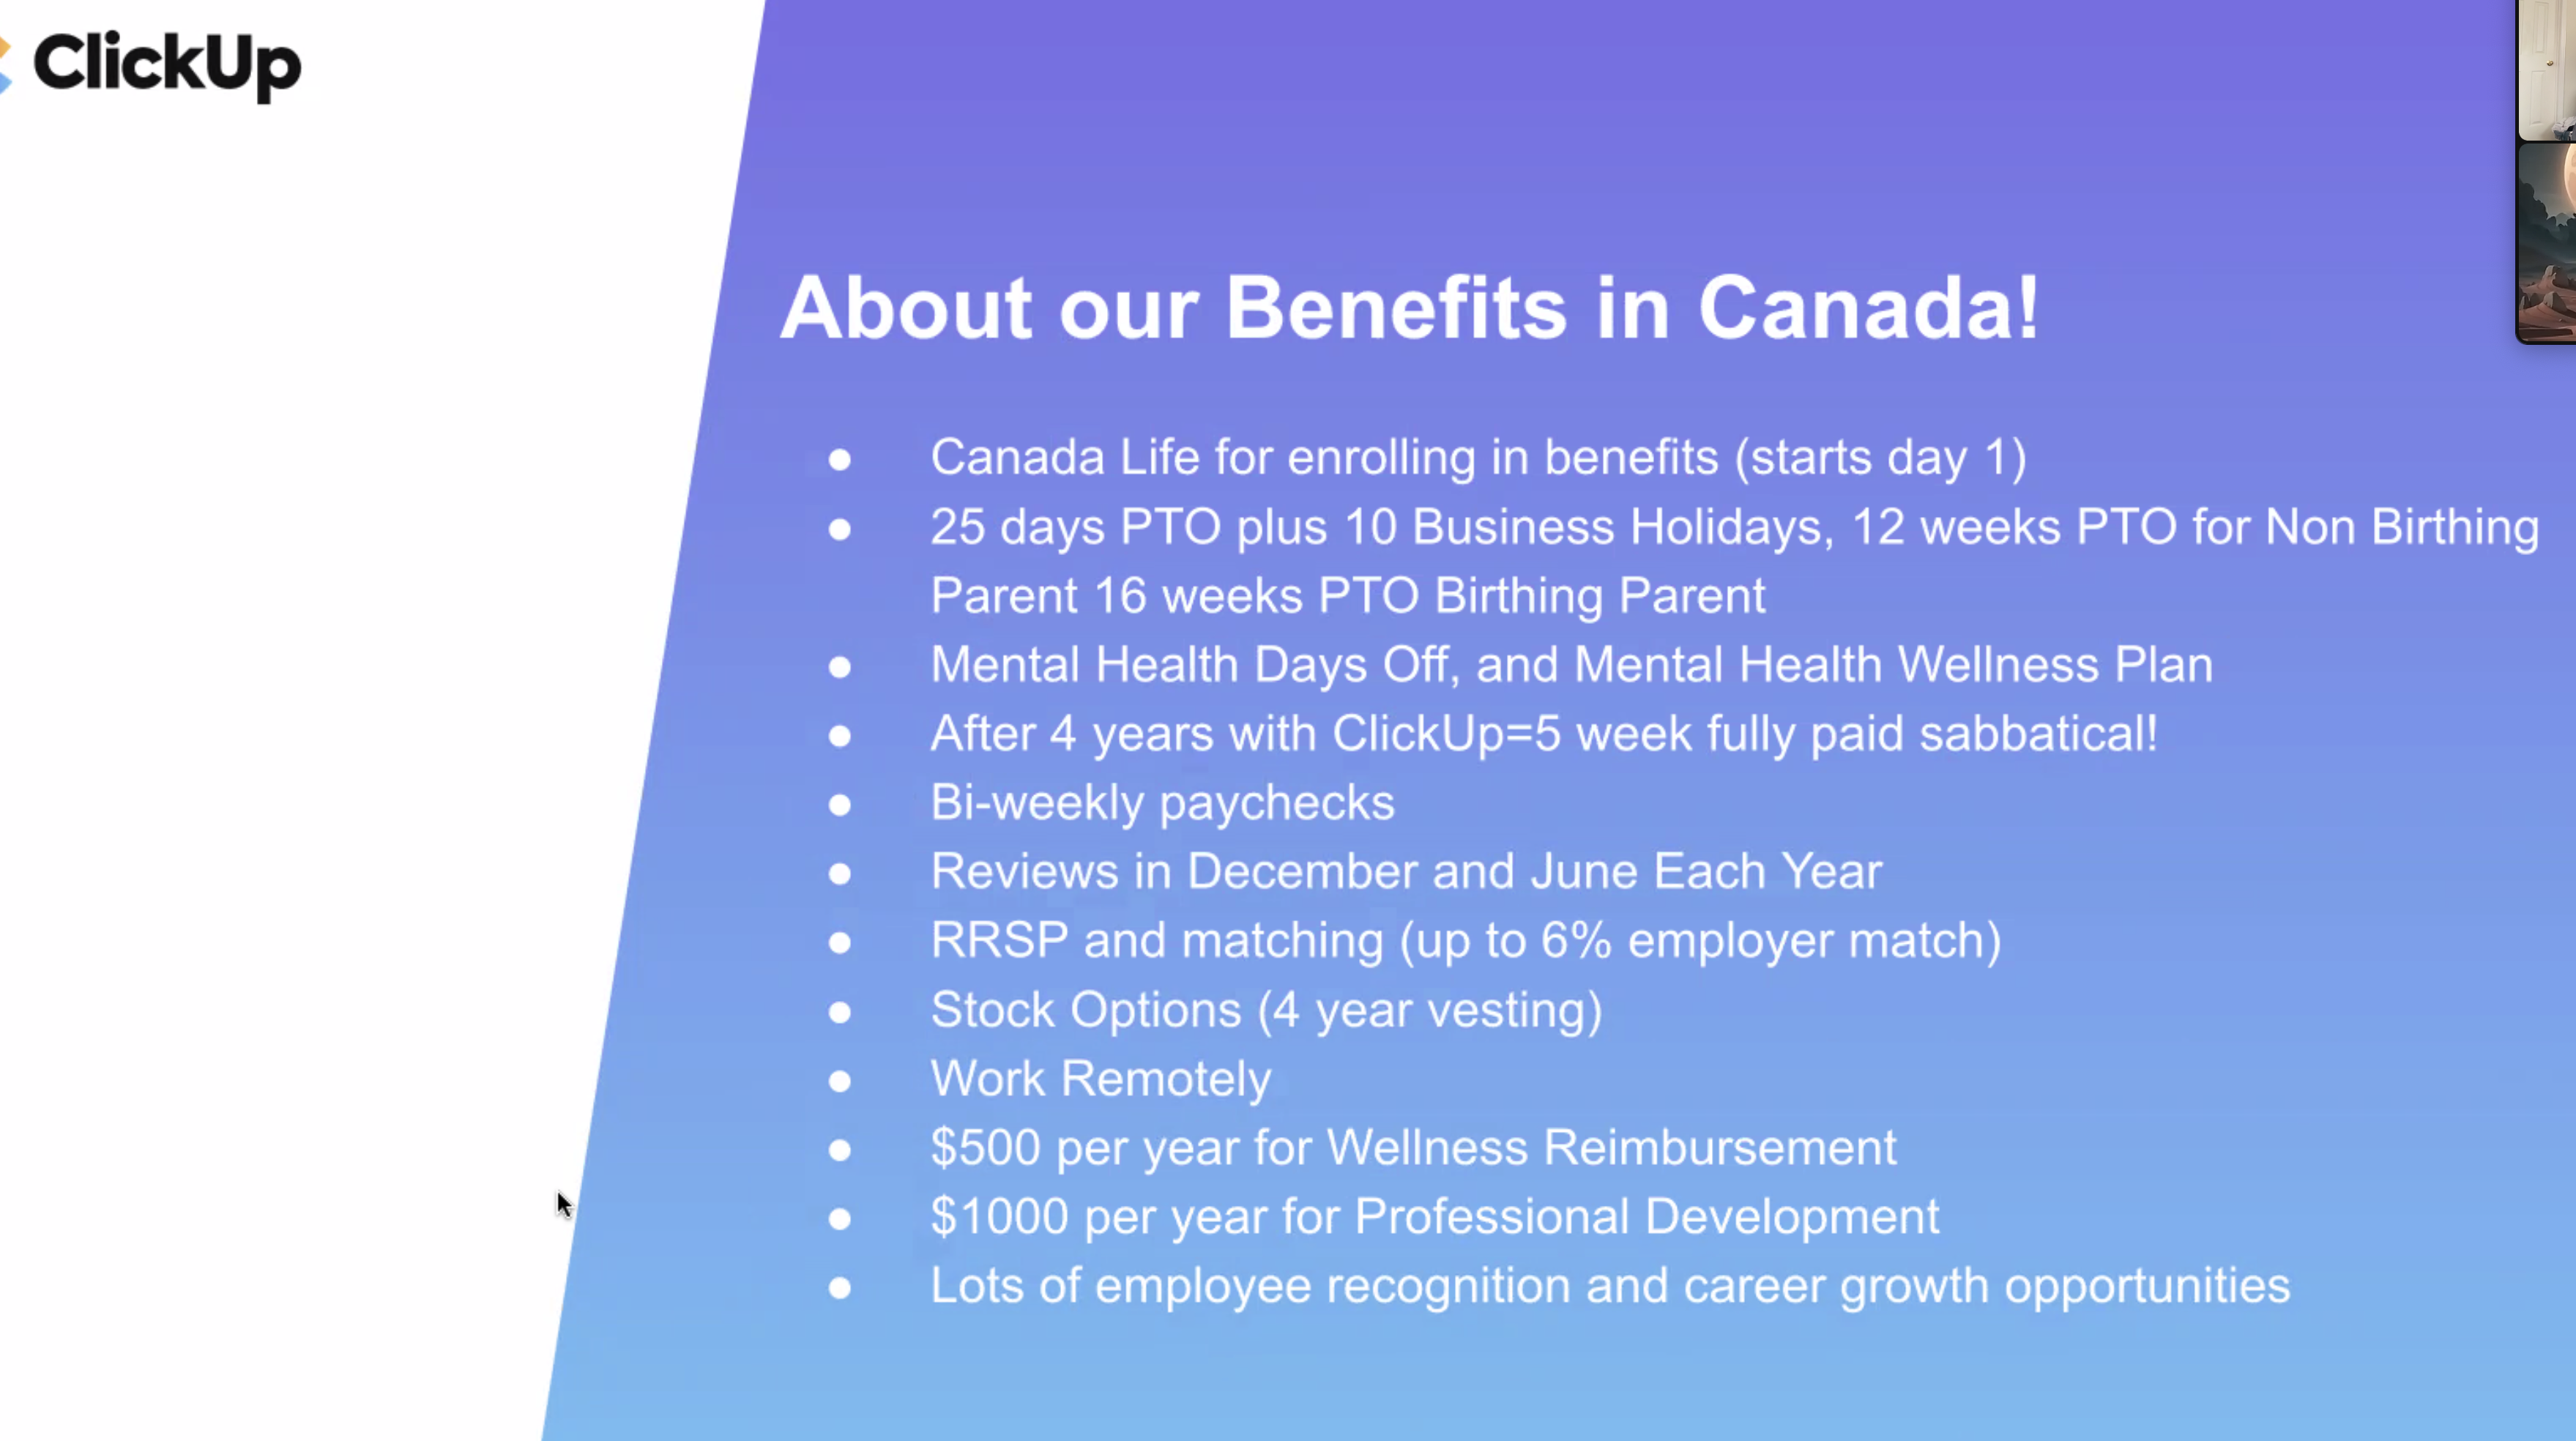 ClickUp
About our Benefits in Canada!
● Canada Life for enrolling in benefits (starts day 1)
● 25 days PTO plus 10 Business Holidays, 12 weeks PTO for Non Birthing
Parent 16 weeks PTO Birthing Parent
● Mental Health Days Off, and Mental Health Wellness Plan
● After 4 years with ClickUp=5 week fully paid sabbatical!
● Bi-weekly paychecks
● Reviews in December and June Each Year
● RRSP and matching (up to 6% employer match)
● Stock Options (4 year vesting)
● Work Remotely
● $500 per year for Wellness Reimbursement
● $1000 per year for Professional Development
● Lots of employee recognition and career growth opportunities